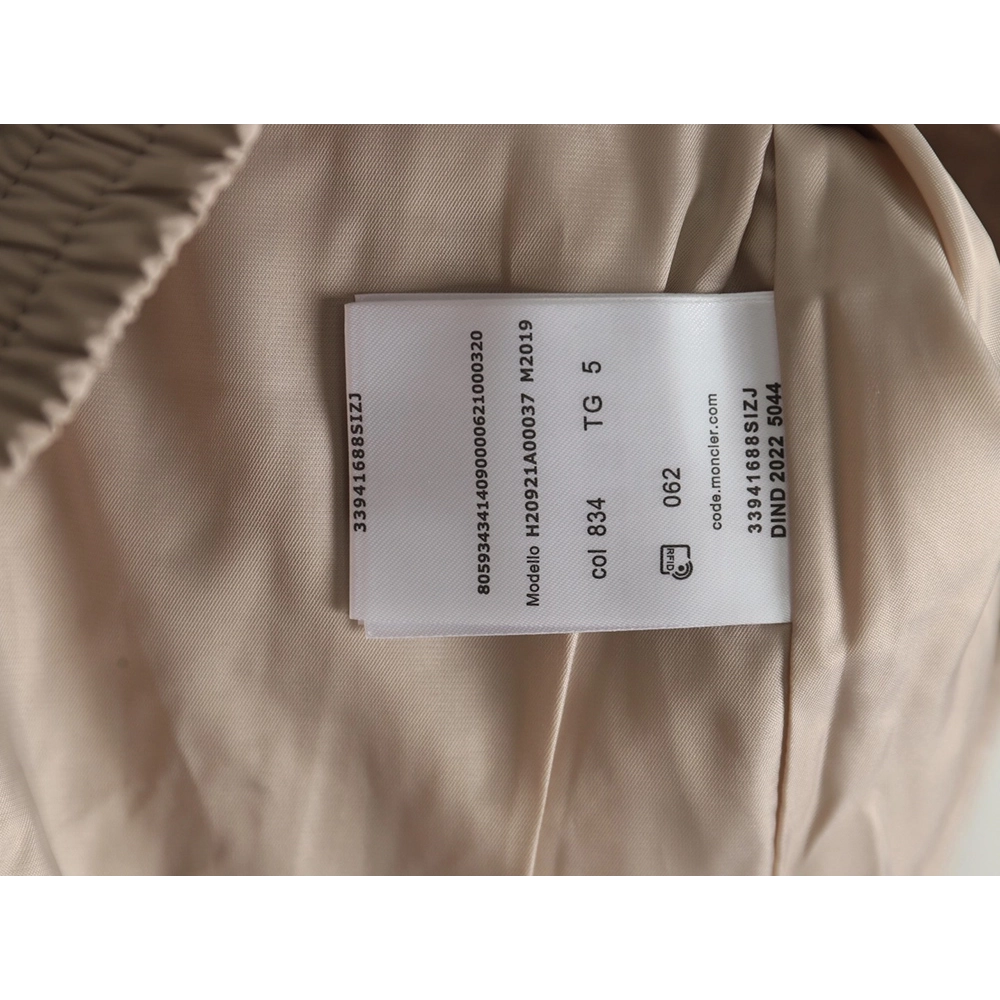 33941688SIZJ
8059343414090000621000320
Modello H20921A00037 M2019
col 834 TG 5
RFID 062
code.moncler.com
33941688SIZJ
DIND 2022 5044